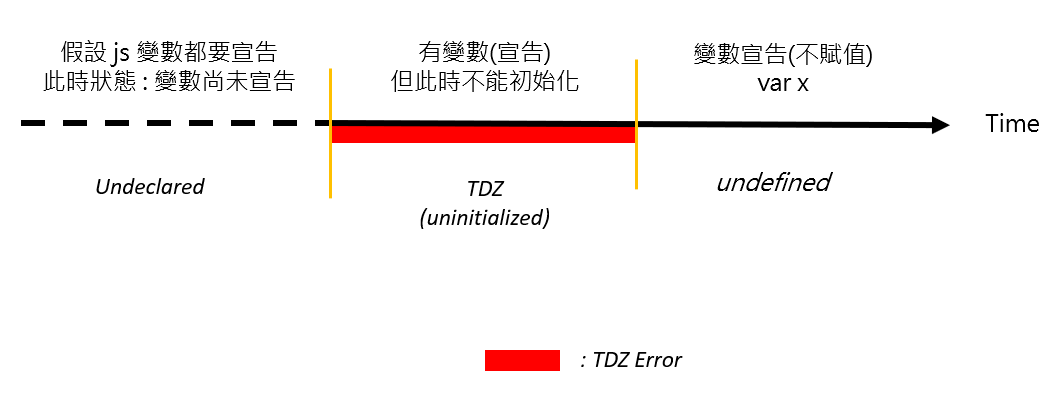 假設 js 變數都要宣告
此時狀態 : 變數尚未宣告
有變數(宣告)
但此時不能初始化
變數宣告(不賦值)
var x
Time
Undeclared
TDZ
(uninitialized)
undefined
: TDZ Error